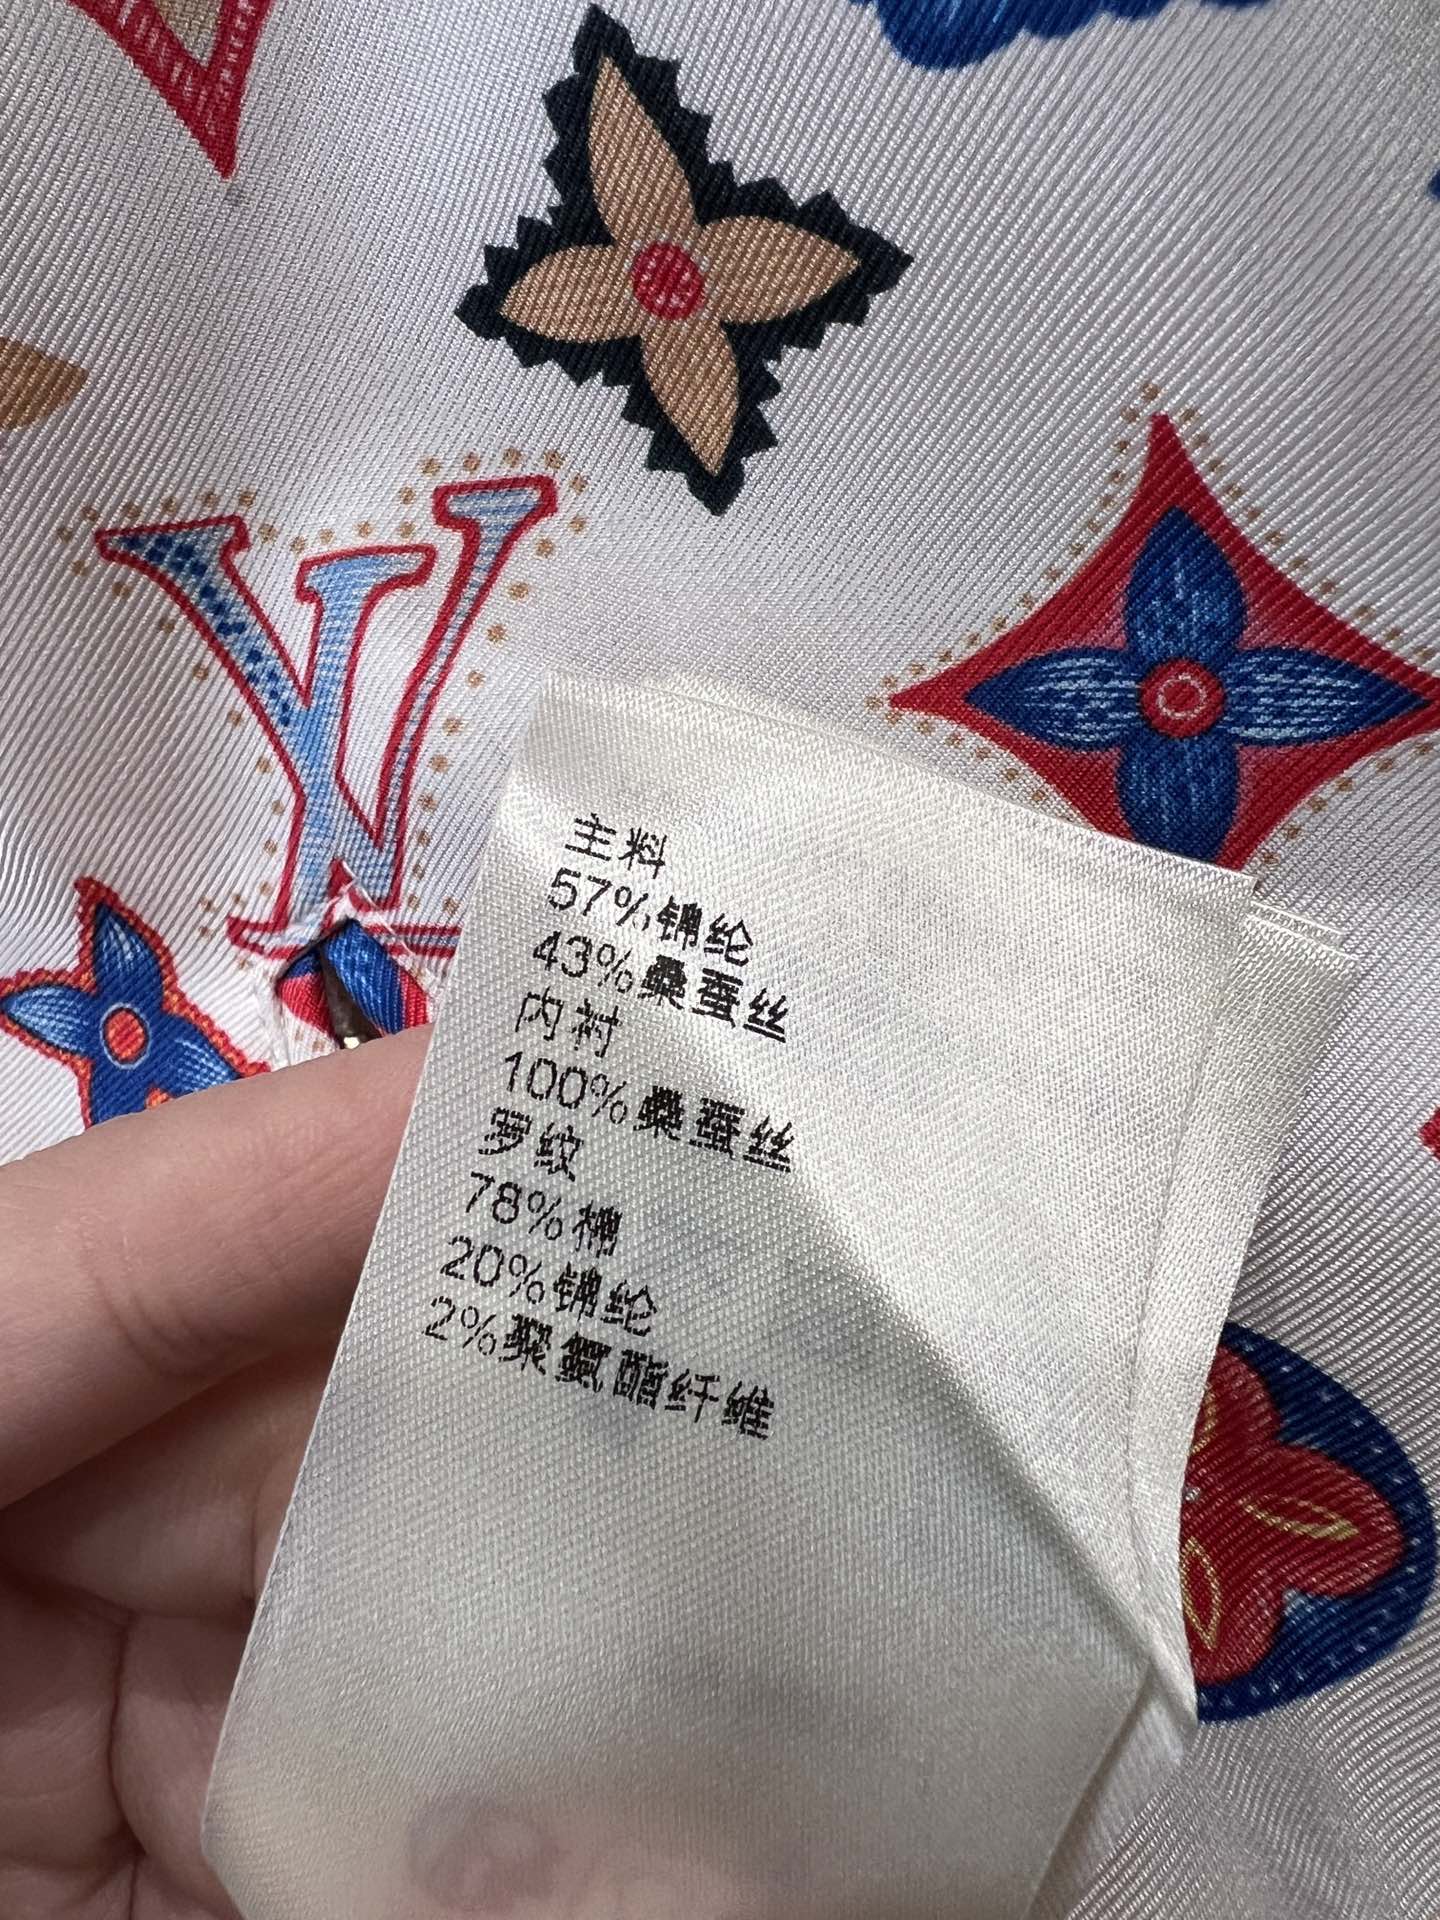 主料
57%锦纶
43%桑蚕丝
内衬
100%桑蚕丝
罗纹
78%棉
20%锦纶
2%聚氨酯纤维